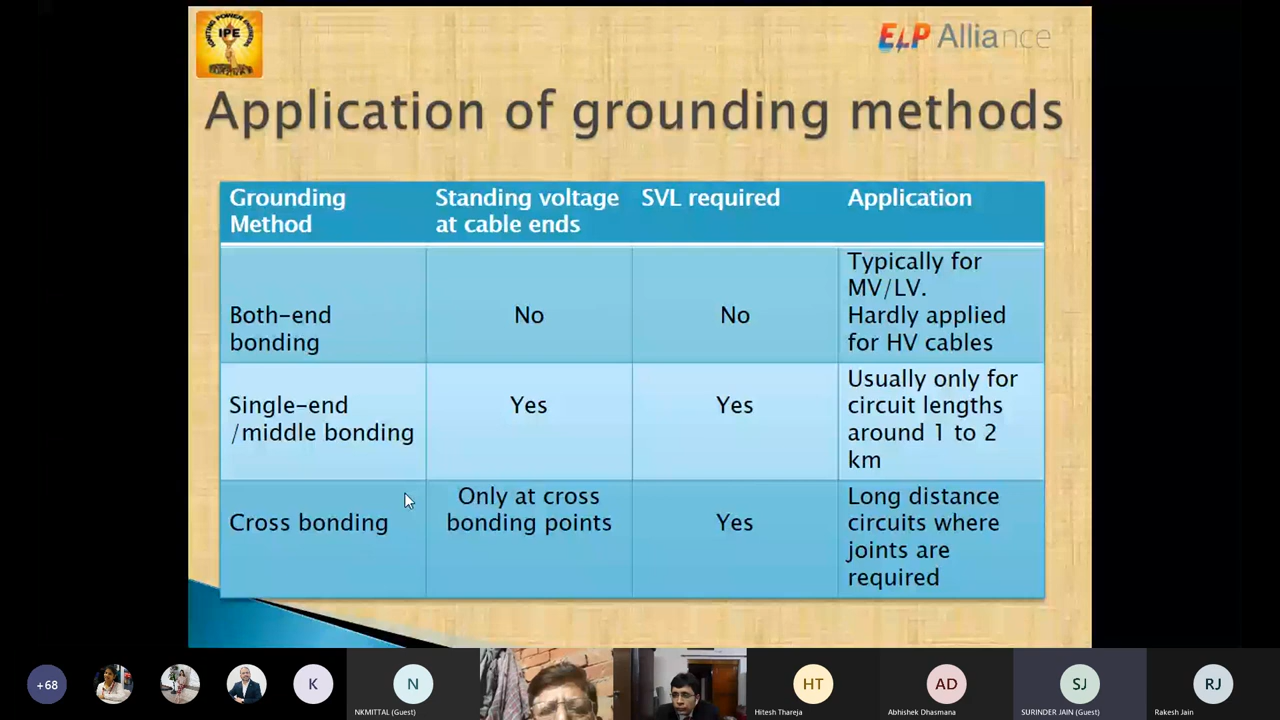 IGNITING POWER ENGINEERS
IPE
ELP Alliance
Application of grounding methods
Grounding
Method
Standing voltage
at cable ends
SVL required
Application
Both-end
bonding
No
No
Typically for
MV/LV.
Hardly applied
for HV cables
Single-end
/middle bonding
Yes
Yes
Usually only for
circuit lengths
around 1 to 2
km
Cross bonding
Only at cross
bonding points
Yes
Long distance
circuits where
joints are
required
+68
K
N
NKMITTAL (Guest)
HT
Hitesh Thareja
AD
Abhishek Dhasmana
SJ
SURINDER JAIN (Guest)
RJ
Rakesh Jain